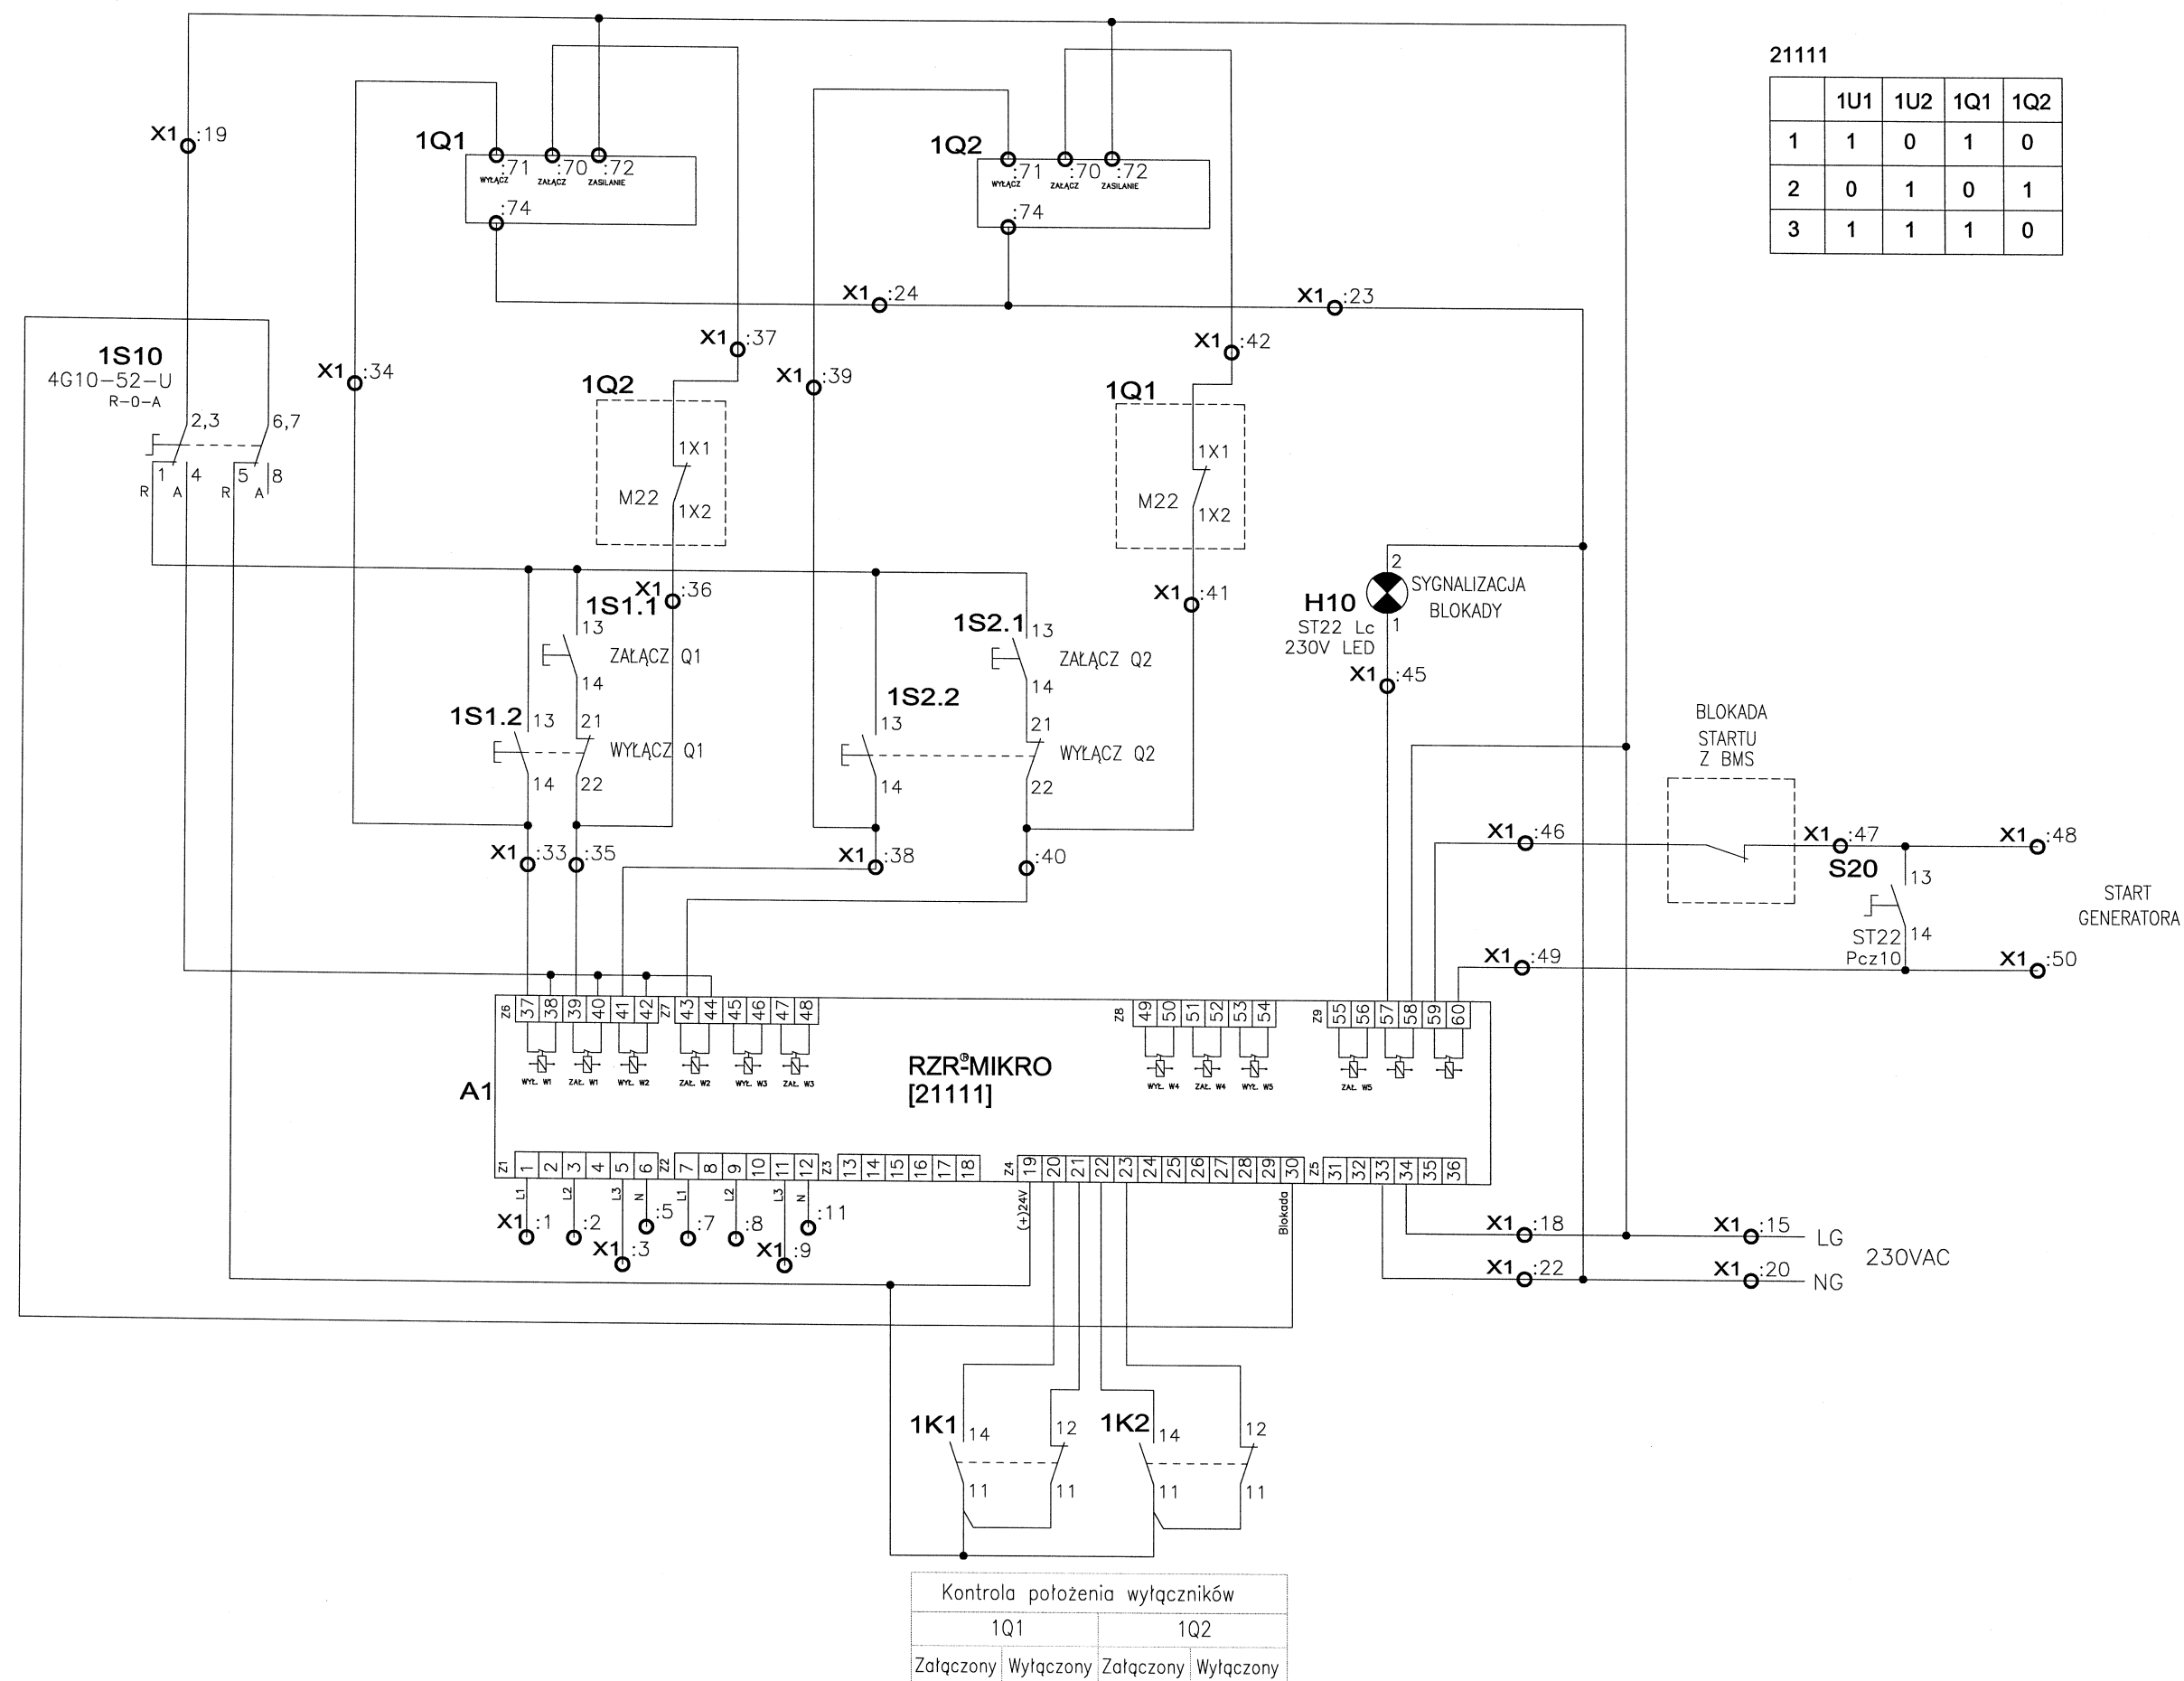 21111
1U1 1U2 1Q1 1Q2
1 1 0 1 0
2 0 1 0 1
3 1 1 1 0
X1 :19
1Q1
:71 :70 :72
WYŁĄCZ ZAŁĄCZ ZASILANIE
:74
1Q2
:71 :70 :72
WYŁĄCZ ZAŁĄCZ ZASILANIE
:74
X1 :24
X1 :23
X1 :37
X1 :42
1S10
4G10-52-U
R-0-A
2,3 6,7
1 4 5 8
R A R A
X1 :34
1Q2
1X1
M22
1X2
X1 :39
1Q1
1X1
M22
1X2
X1 :36
X1 :41
1S1.1
13
ZAŁĄCZ Q1
14
1S1.2
13 21
WYŁĄCZ Q1
14 22
1S2.1
13
ZAŁĄCZ Q2
14
1S2.2
13 21
WYŁĄCZ Q2
14 22
2
SYGNALIZACJA
BLOKADY
H10
ST22 Lc
230V LED
1
X1 :45
BLOKADA
STARTU
Z BMS
X1 :46
X1 :47
X1 :48
S20
13
ST22
Pcz10
14
START
GENERATORA
X1 :49
X1 :50
X1 :33 :35
X1 :38 :40
Z6 37 38 39 40 41 42 Z7 43 44 45 46 47 48
Z8 49 50 51 52 53 54
Z9 55 56 57 58 59 60
WYŁ. W1 ZAŁ. W1 WYŁ. W2 ZAŁ. W2 WYŁ. W3 ZAŁ. W3
WYŁ. W4 ZAŁ. W4 WYŁ. W5 ZAŁ. W5
A1
RZR®-MIKRO
[21111]
Z1 1 2 3 4 5 6 Z2 7 8 9 10 11 12 Z3 13 14 15 16 17 18
Z4 19 20 21 22 23 24 25 26 27 28 29 30 Z5 31 32 33 34 35 36
L1 L2 L3 N L1 L2 L3 N
(+)24V
Blokada
X1 :1 :2 X1 :3 :5 :7 :8 X1 :9 :11
X1 :18
X1 :15 LG
230VAC
X1 :22
X1 :20 NG
1K1
14 12
11 11
1K2
14 12
11 11
Kontrola położenia wyłączników
1Q1 1Q2
Załączony Wyłączony Załączony Wyłączony